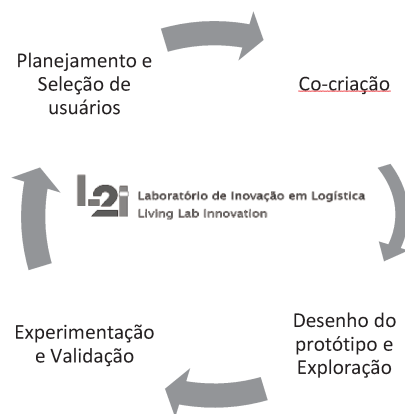 Planejamento e
Seleção de
usuários
Co-criação
L2i
Laboratório de Inovação em Logística
Living Lab Innovation
Desenho do
protótipo e
Exploração
Experimentação
e Validação